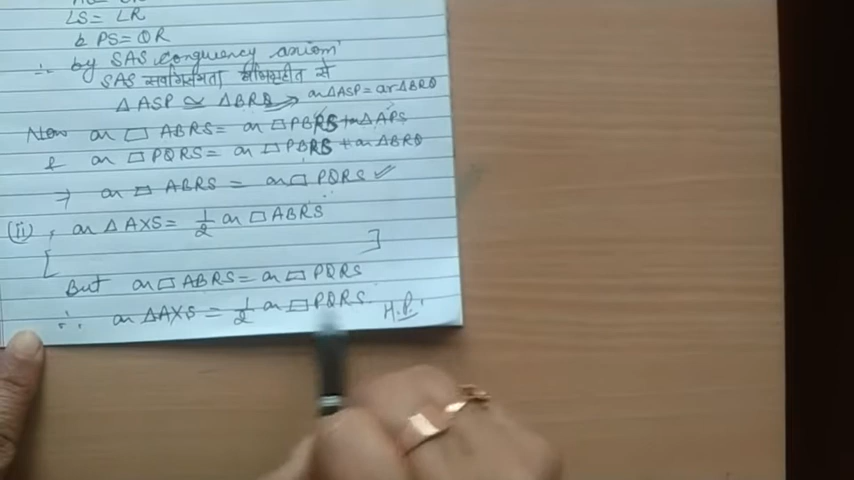 ∠S = ∠R
& PS = QR
∴ by SAS congruency axiom
SAS सर्वांगसमता अभिगृहीत से
△ ASP ≅ △BRQ → ar △ASP = ar △BRQ
Now ar □ ABRS = ar □ PBRS + ar △APS
& ar □ PQRS = ar □ PBRS + ar △BRQ
⇒ ar □ ABRS = ar □ PQRS ✓
(ii), ar △ AXS = 1/2 ar □ ABRS
[ ]
But ar □ ABRS = ar □ PQRS
∴ ar △AXS = 1/2 ar □ PQRS. H.P.